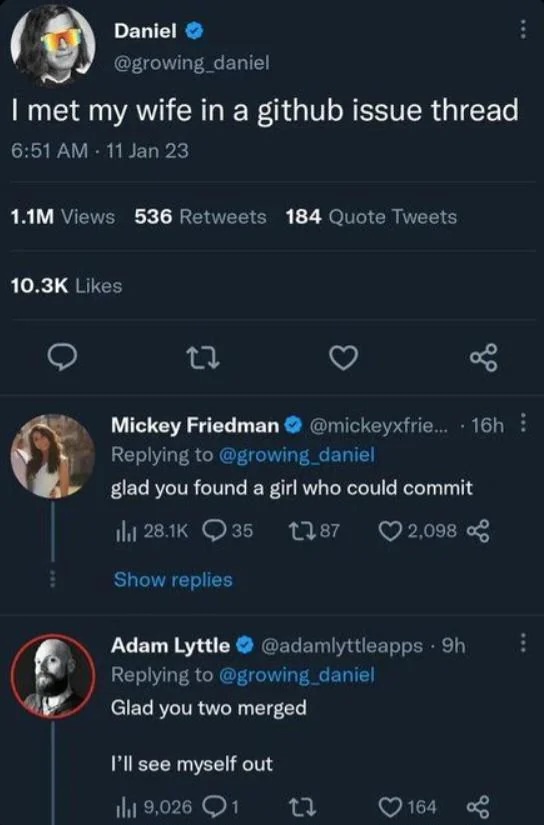 Daniel
@growing_daniel
I met my wife in a github issue thread
6:51 AM · 11 Jan 23
1.1M Views 536 Retweets 184 Quote Tweets
10.3K Likes
Mickey Friedman @mickeyxfrie... · 16h
Replying to @growing_daniel
glad you found a girl who could commit
28.1K 35 87 2,098
Show replies
Adam Lyttle @adamlyttleapps · 9h
Replying to @growing_daniel
Glad you two merged
I'll see myself out
9,026 1 164